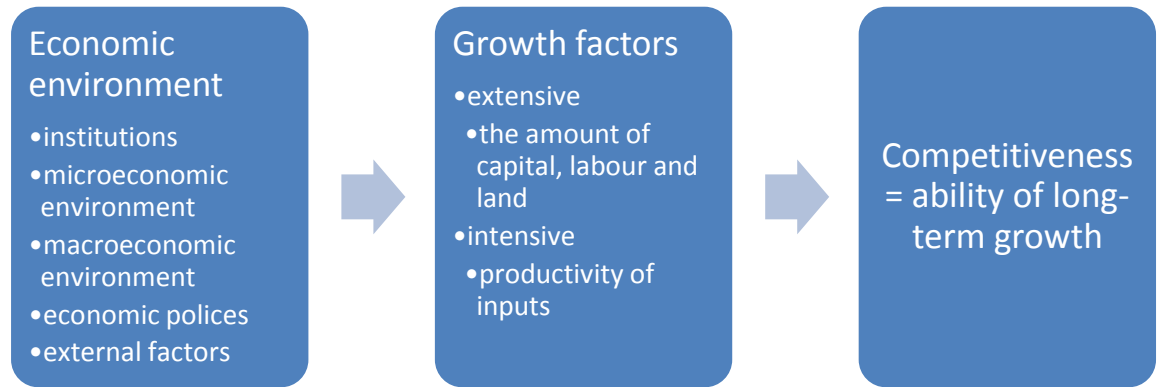 Economic
environment
•institutions
•microeconomic
environment
•macroeconomic
environment
•economic polices
•external factors
Growth factors
•extensive
•the amount of
capital, labour and
land
•intensive
•productivity of
inputs
Competitiveness
= ability of long-
term growth